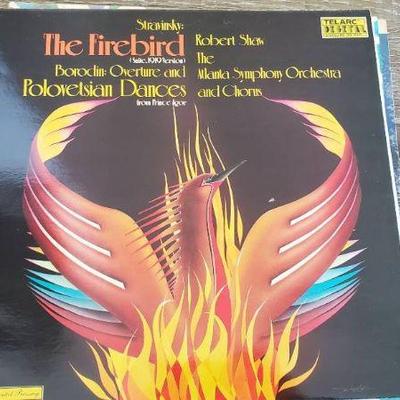 Stravinsky:
The Firebird
(Suite, 1919 Version)
Borodin: Overture and
Polovetsian Dances
from Prince Igor
Robert Shaw
The
Atlanta Symphony Orchestra
and Chorus
TELARC
DIGITAL
Pressing